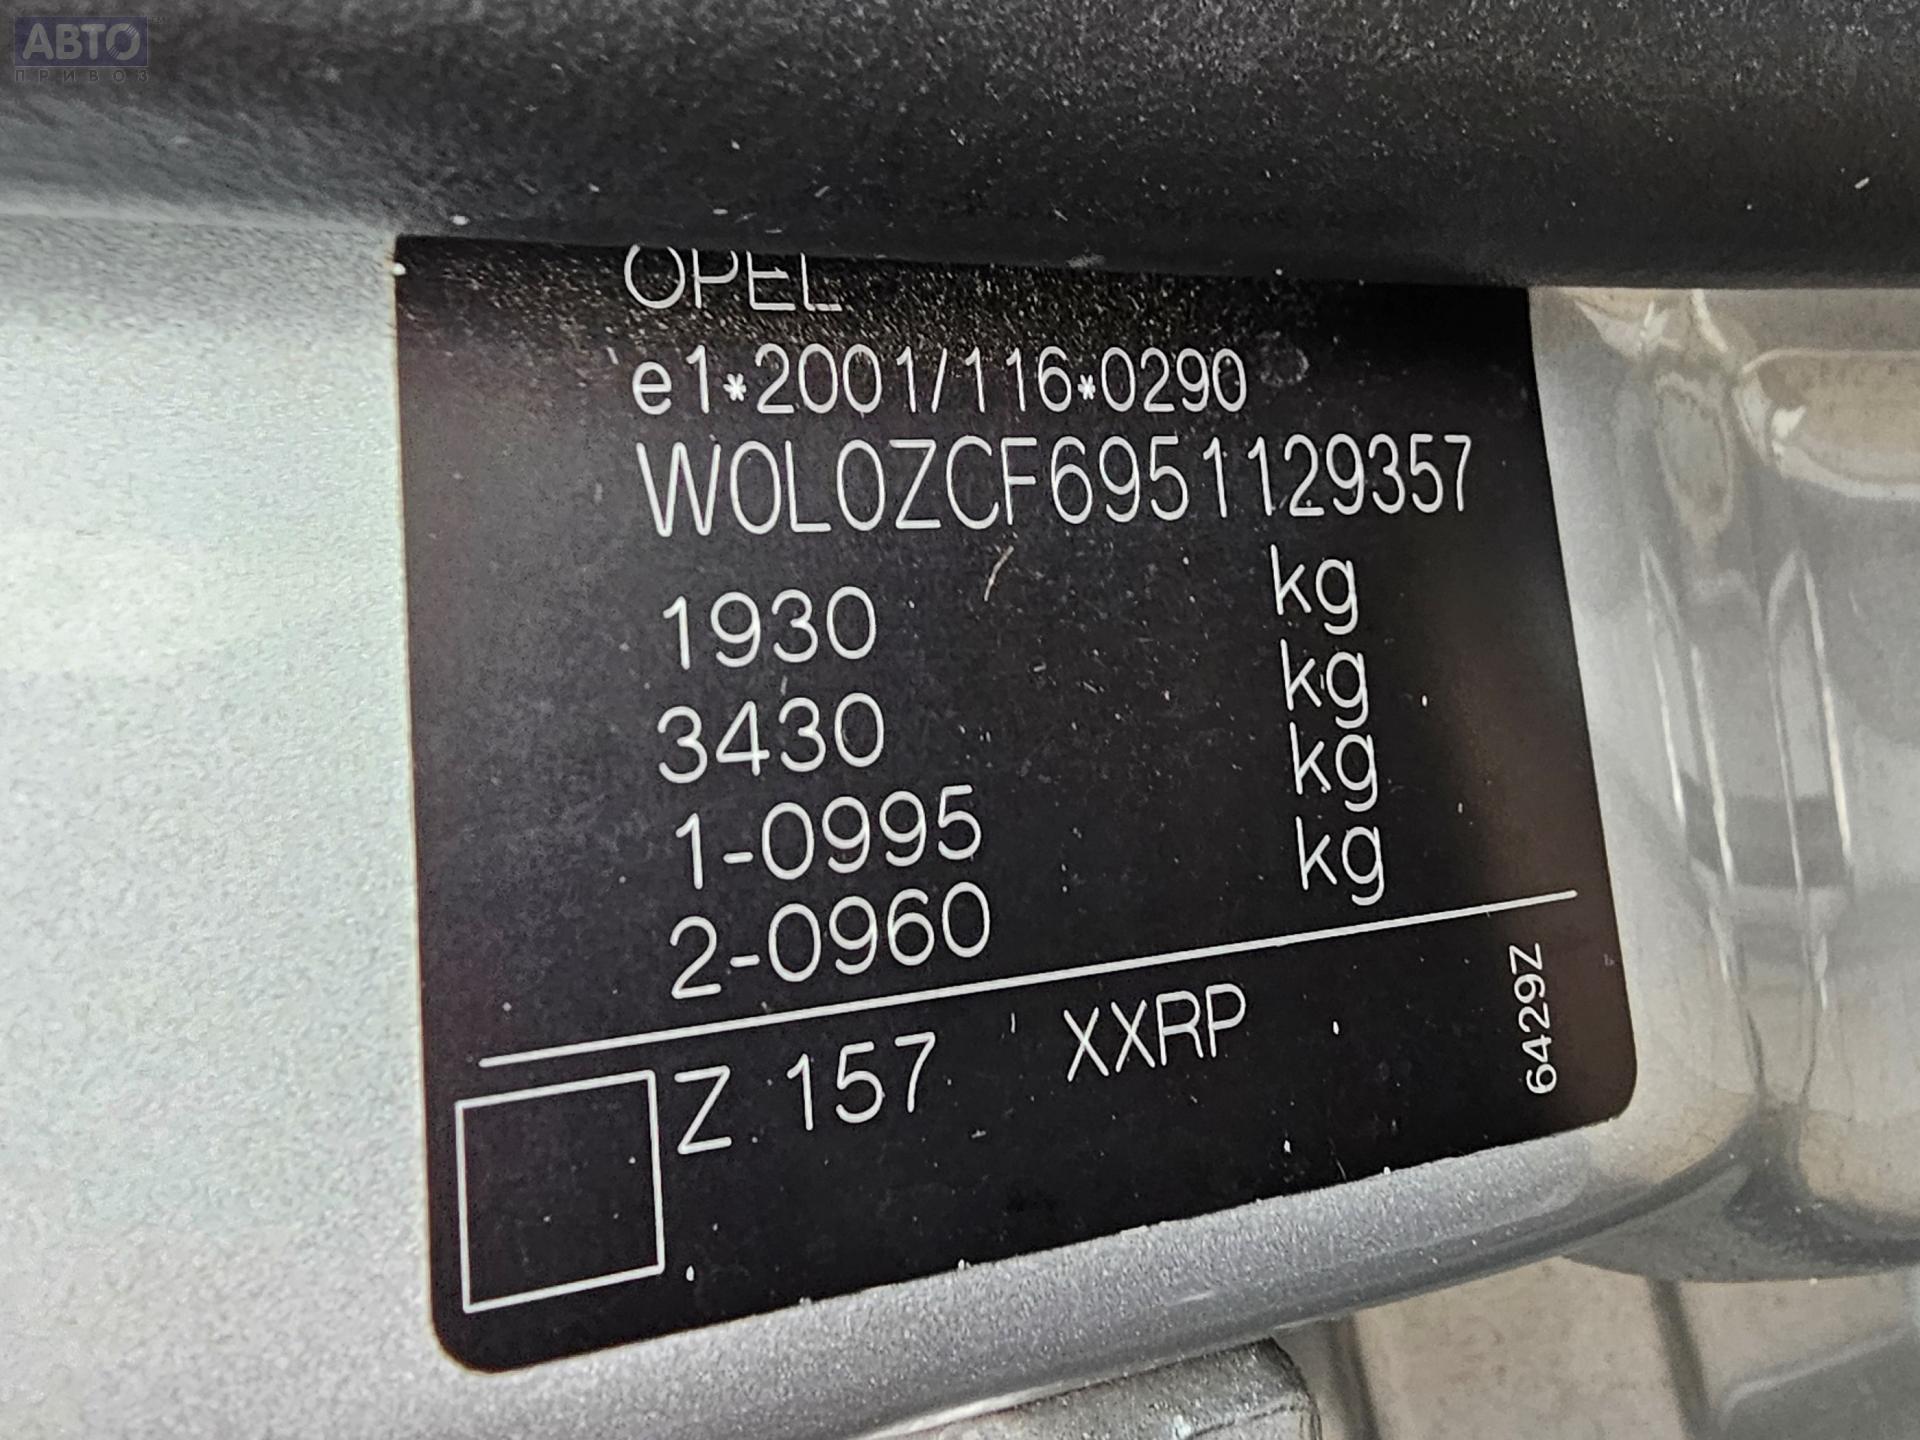 АВТО
ПРИВОЗ
OPEL
e1*2001/116*0290
W0L0ZCF6951129357
1930 kg
3430 kg
1-0995 kg
2-0960 kg
Z 157 XXRP
6429Z